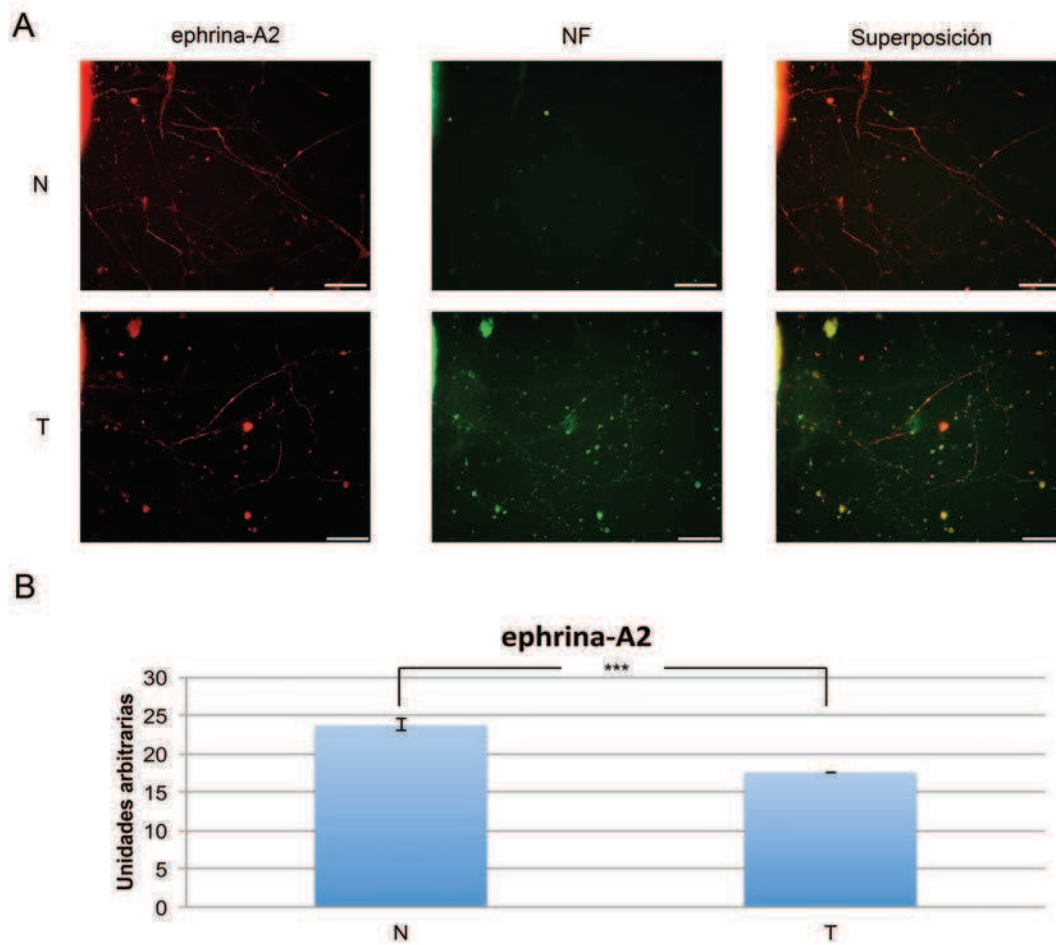 A
ephrina-A2 NF Superposición
N
T
B
ephrina-A2
***
Unidades arbitrarias
30
25
20
15
10
5
0
N T